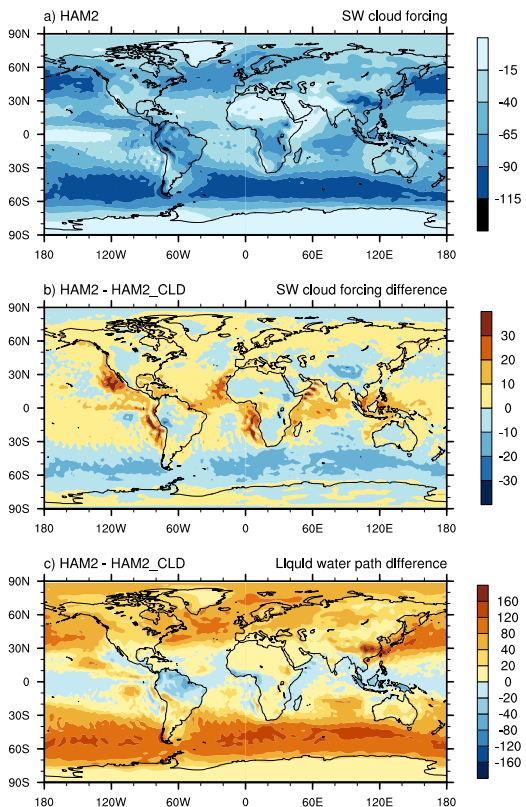 a) HAM2 SW cloud forcing
90N
60N
30N
0
30S
60S
90S
180 120W 60W 0 60E 120E 180
-15
-40
-65
-90
-115
b) HAM2 - HAM2_CLD SW cloud forcing difference
90N
60N
30N
0
30S
60S
90S
180 120W 60W 0 60E 120E 180
30
20
10
0
-10
-20
-30
c) HAM2 - HAM2_CLD LIquid water path difference
90N
60N
30N
0
30S
60S
90S
180 120W 60W 0 60E 120E 180
160
120
80
60
40
20
0
-20
-40
-60
-80
-120
-160